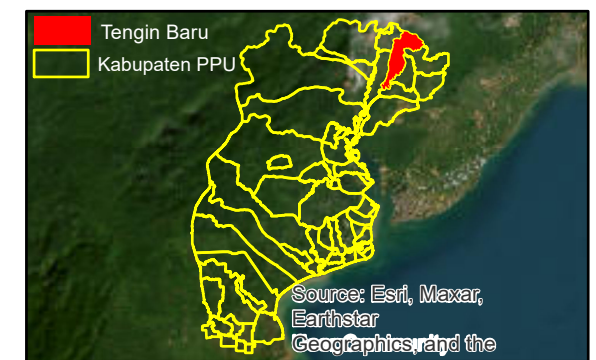 Tengin Baru
Kabupaten PPU
Source: Esri, Maxar,
Earthstar
Geographics, and the